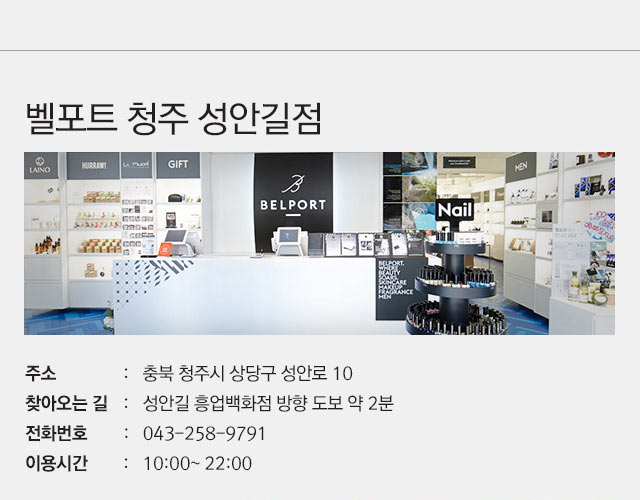 벨포트 청주 성안길점
LAINO
HURRAW!
GIFT
BELPORT
Nail
MEN
BELPORT.
WHERE
BEAUTY
SOARS.
SKINCARE
MAKEUP
FRAGRANCE
MEN
주소 : 충북 청주시 상당구 성안로 10
찾아오는 길 : 성안길 흥업백화점 방향 도보 약 2분
전화번호 : 043-258-9791
이용시간 : 10:00~ 22:00